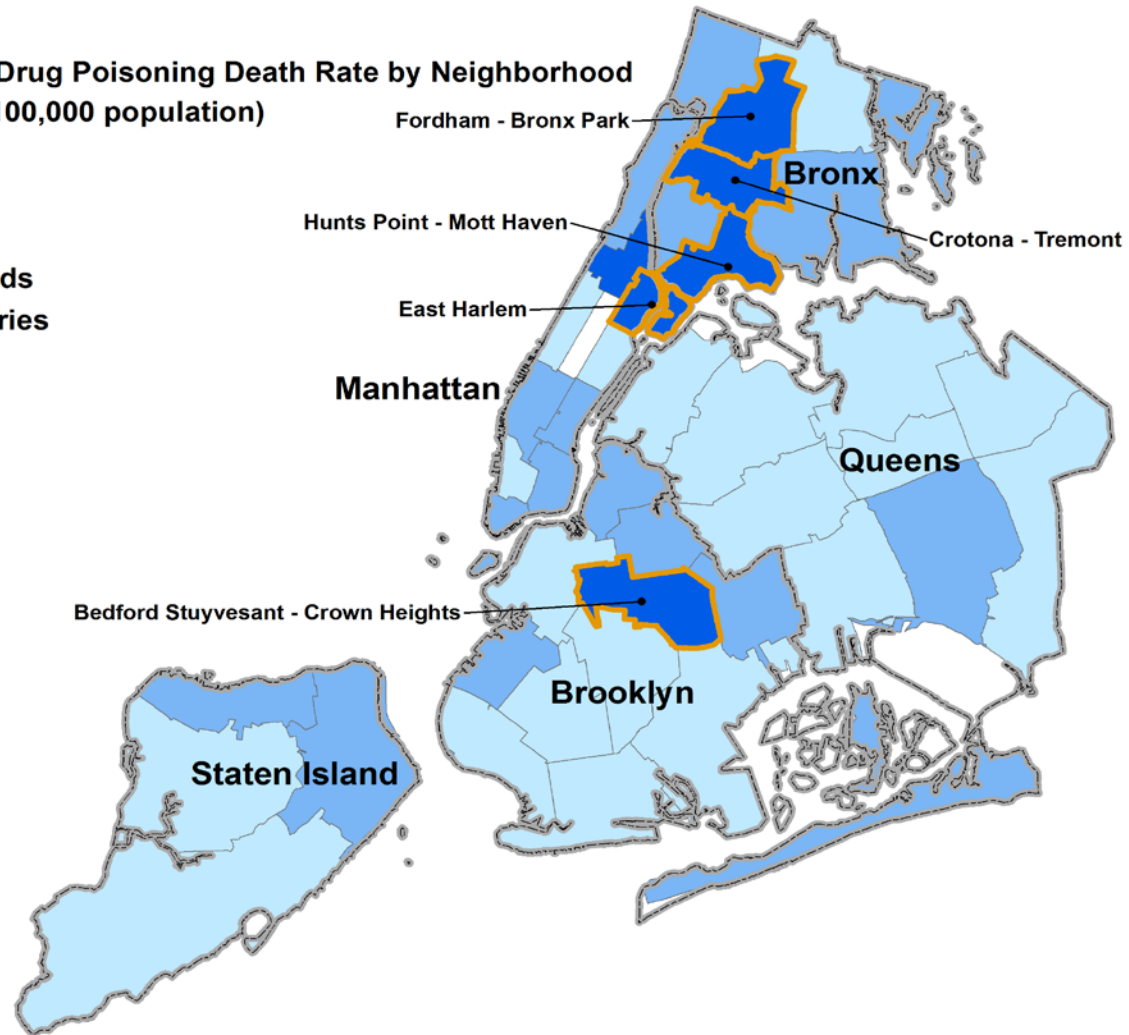 Drug Poisoning Death Rate by Neighborhood
100,000 population)
Fordham - Bronx Park
Bronx
Hunts Point - Mott Haven
Crotona - Tremont
ds
East Harlem
ries
Manhattan
Queens
Bedford Stuyvesant - Crown Heights
Brooklyn
Staten Island